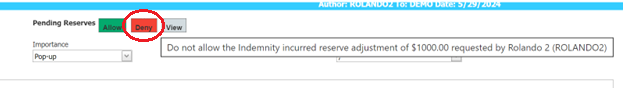 Author: ROLANDO2 To: DEMO Date: 5/29/2024
Pending Reserves Allow Deny View
Do not allow the Indemnity incurred reserve adjustment of $1000.00 requested by Rolando 2 (ROLANDO2)
Importance
Pop-up